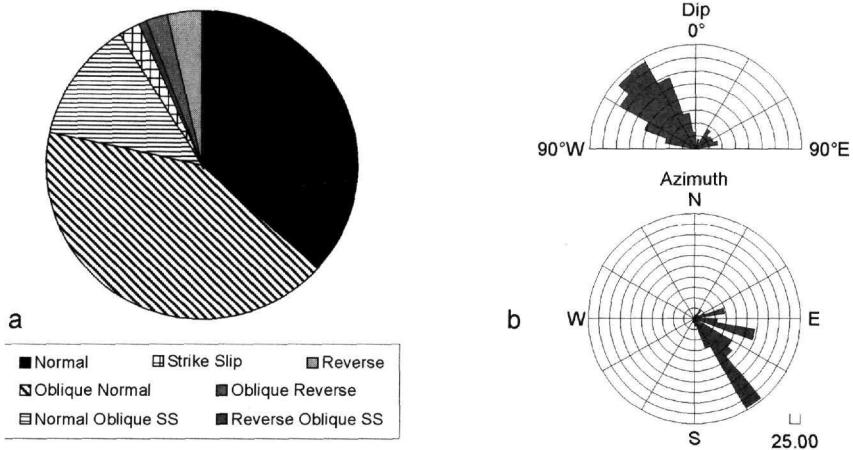 a
Normal Strike Slip Reverse
Oblique Normal Oblique Reverse
Normal Oblique SS Reverse Oblique SS
Dip
0°
90°W 90°E
Azimuth
N
W E
b
S
25.00